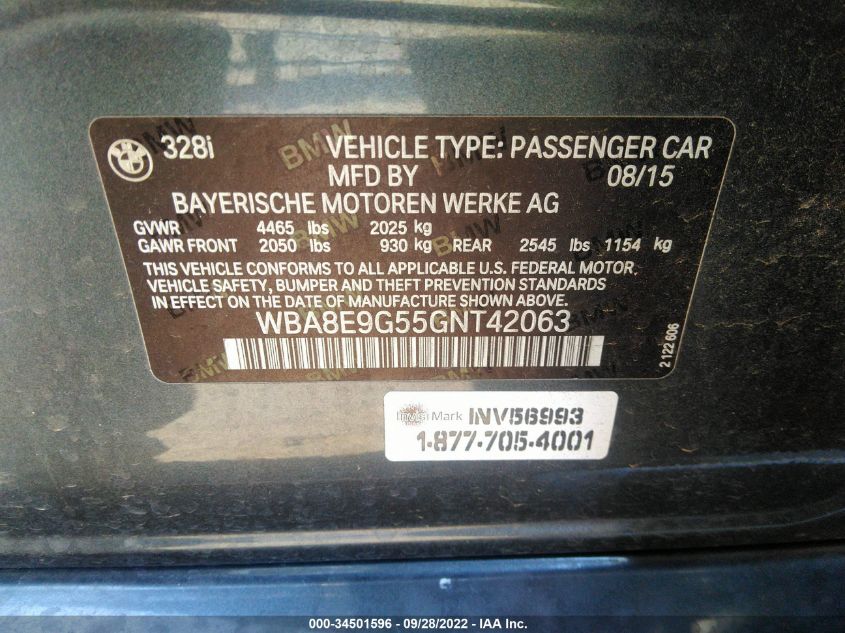 328i VEHICLE TYPE: PASSENGER CAR
MFD BY 08/15
BAYERISCHE MOTOREN WERKE AG
GVWR 4465 lbs 2025 kg
GAWR FRONT 2050 lbs 930 kg REAR 2545 lbs 1154 kg
THIS VEHICLE CONFORMS TO ALL APPLICABLE U.S. FEDERAL MOTOR
VEHICLE SAFETY, BUMPER AND THEFT PREVENTION STANDARDS
IN EFFECT ON THE DATE OF MANUFACTURE SHOWN ABOVE.
WBA8E9G55GNT42063
2 122 606
Mark INV56993
1-877-705-4001
000-34501596 - 09/28/2022 - IAA, Inc.